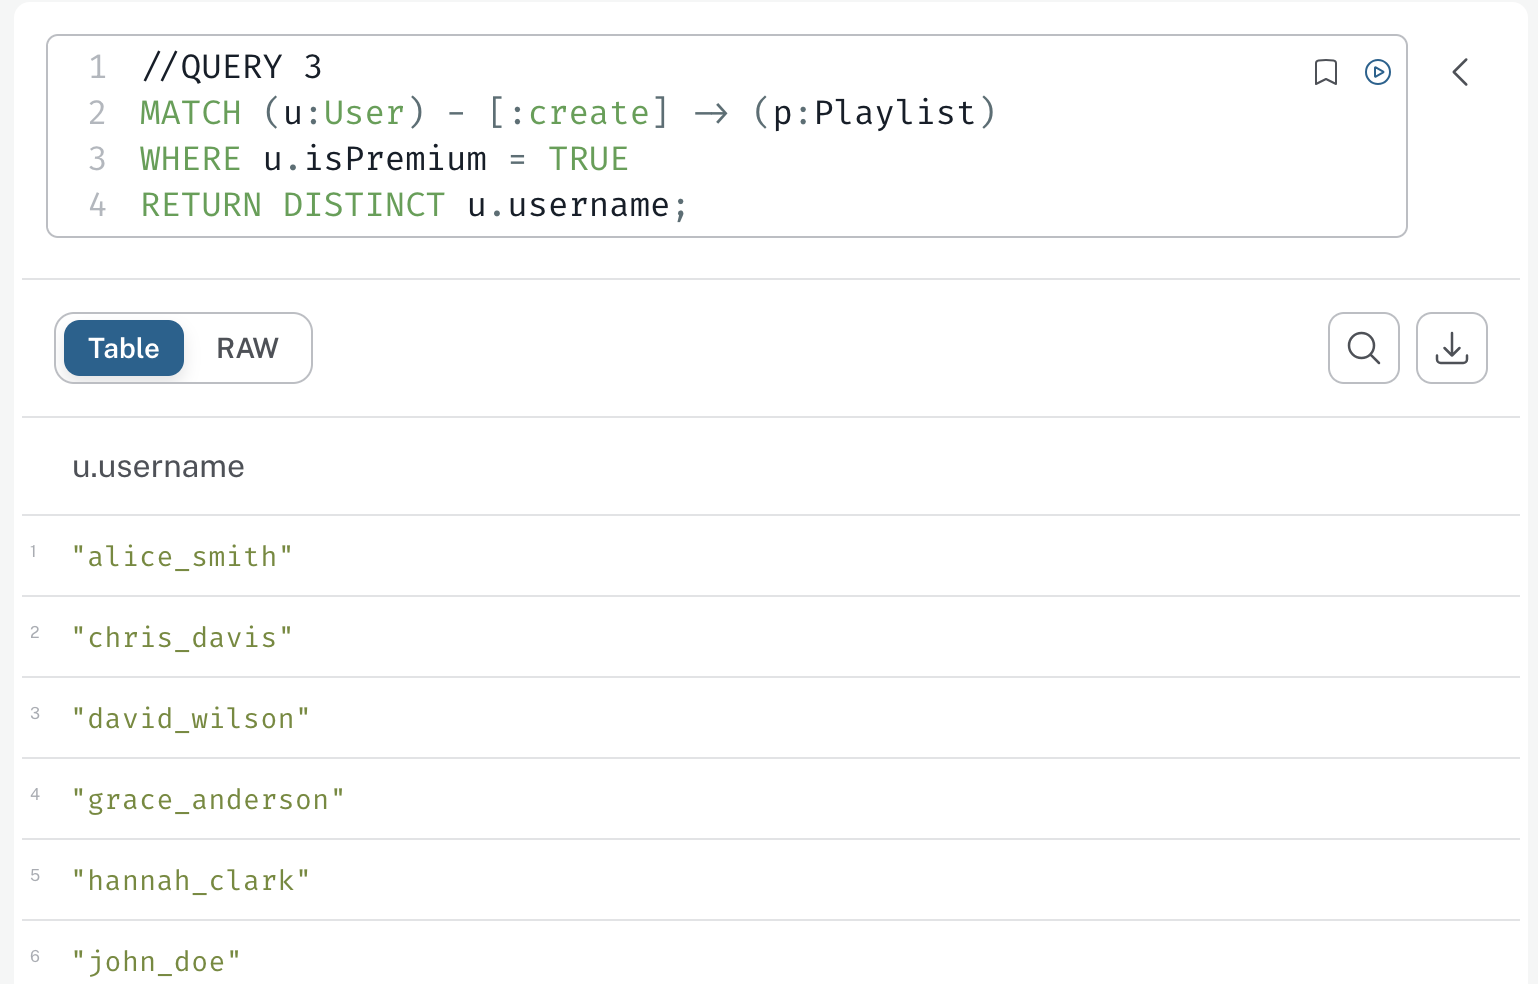 1 //QUERY 3
2 MATCH (u:User) - [:create] -> (p:Playlist)
3 WHERE u.isPremium = TRUE
4 RETURN DISTINCT u.username;
Table RAW
u.username
1 "alice_smith"
2 "chris_davis"
3 "david_wilson"
4 "grace_anderson"
5 "hannah_clark"
6 "john_doe"